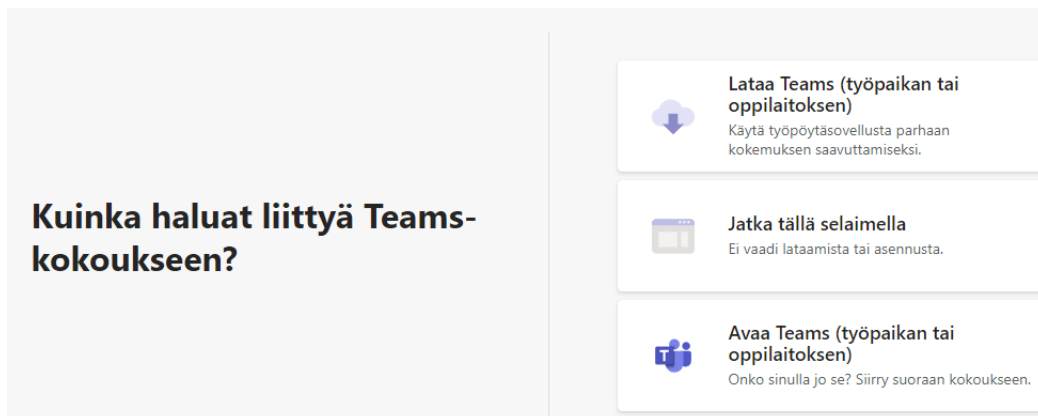 Kuinka haluat liittyä Teams-
kokoukseen?
Lataa Teams (työpaikan tai
oppilaitoksen)
Käytä työpöytäsovellusta parhaan
kokemuksen saavuttamiseksi.
Jatka tällä selaimella
Ei vaadi lataamista tai asennusta.
Avaa Teams (työpaikan tai
oppilaitoksen)
Onko sinulla jo se? Siirry suoraan kokoukseen.